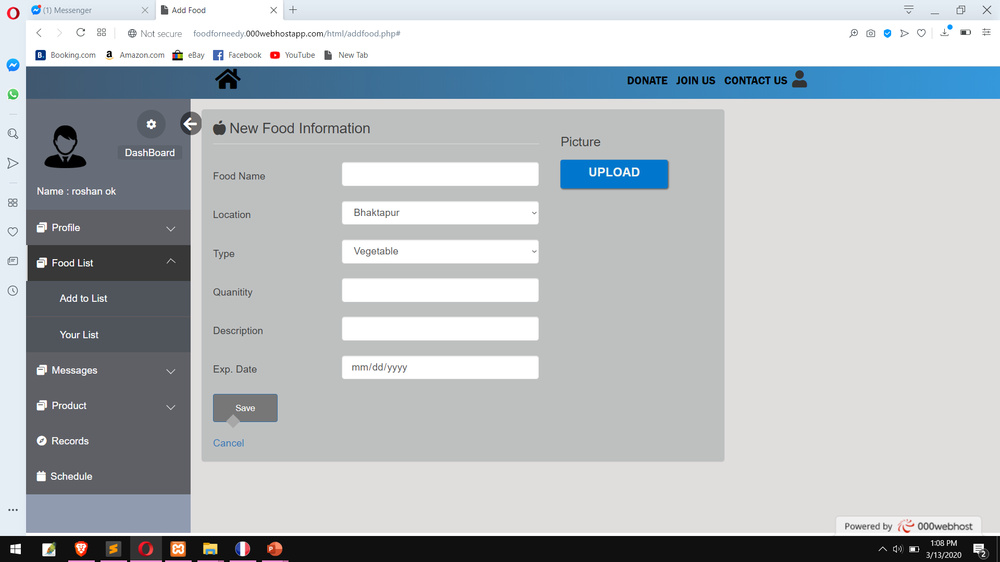 (1) Messenger
Add Food
Not secure
foodforneedy.000webhostapp.com/html/addfood.php#
B. Booking.com
a Amazon.com
eBay
Facebook
YouTube
New Tab
DONATE JOIN US CONTACT US
DashBoard
Name : roshan ok
Profile
Food List
Add to List
Your List
Messages
Product
Records
Schedule
New Food Information
Food Name
Location
Bhaktapur
Type
Vegetable
Quanitity
Description
Exp. Date
mm/dd/yyyy
Save
Cancel
Picture
UPLOAD
Powered by 000webhost
1:08 PM
3/13/2020
2